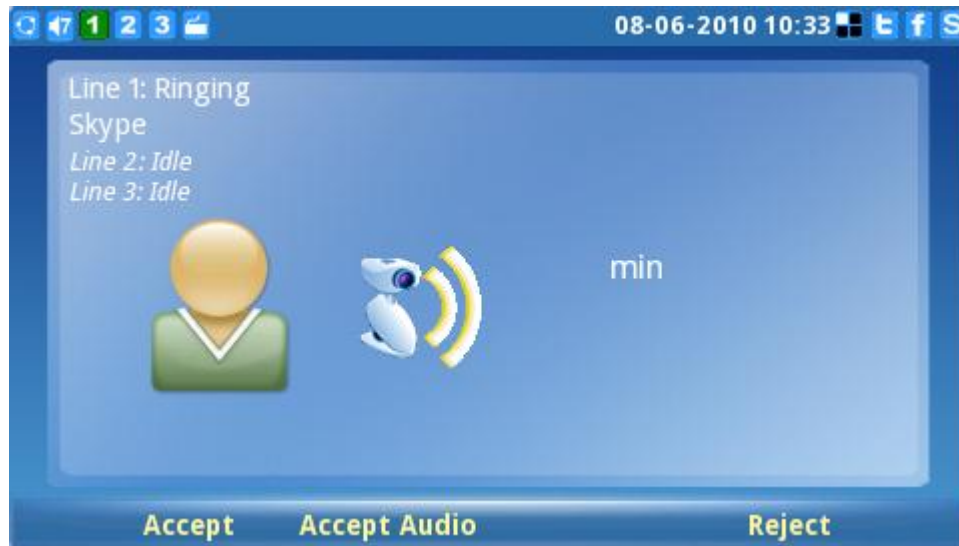 7 1 2 3 08-06-2010 10:33 t f S
Line 1: Ringing
Skype
Line 2: Idle
Line 3: Idle
min
Accept Accept Audio Reject